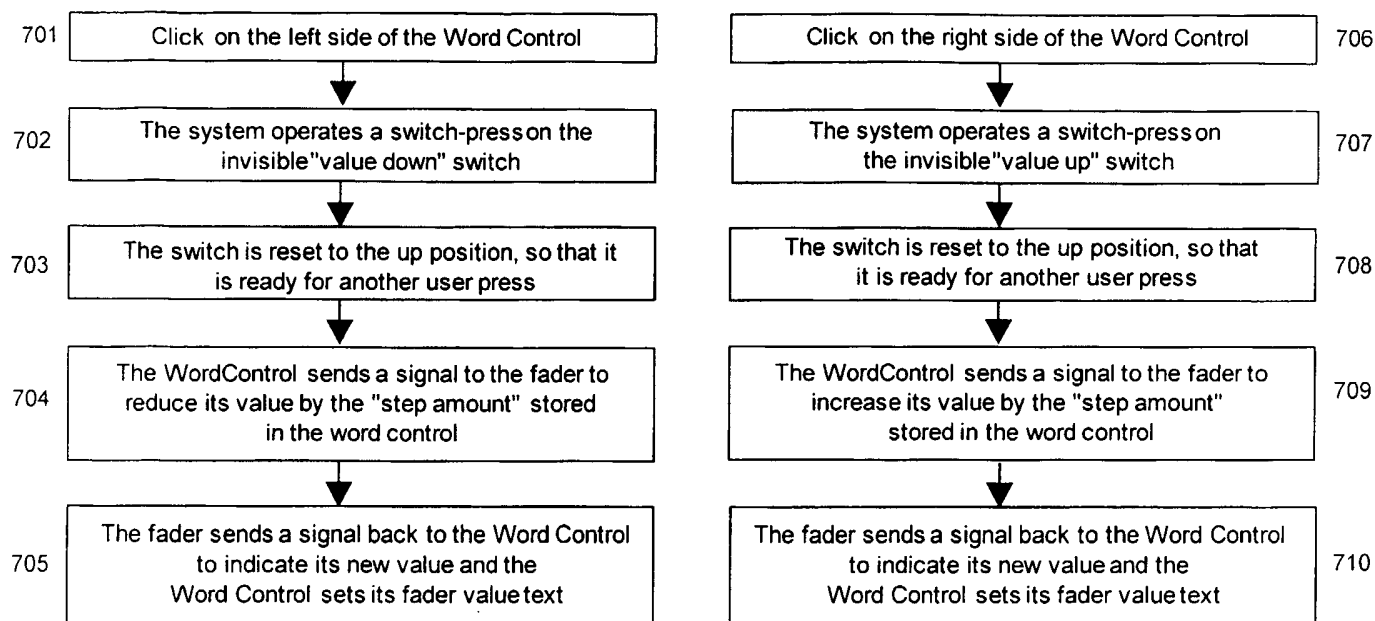 701
Click on the left side of the Word Control
702
The system operates a switch-press on the
invisible "value down" switch
703
The switch is reset to the up position, so that it
is ready for another user press
704
The WordControl sends a signal to the fader to
reduce its value by the "step amount" stored
in the word control
705
The fader sends a signal back to the Word Control
to indicate its new value and the
Word Control sets its fader value text
Click on the right side of the Word Control
706
The system operates a switch-press on
the invisible "value up" switch
707
The switch is reset to the up position, so that
it is ready for another user press
708
The WordControl sends a signal to the fader to
increase its value by the "step amount"
stored in the word control
709
The fader sends a signal back to the Word Control
to indicate its new value and the
Word Control sets its fader value text
710